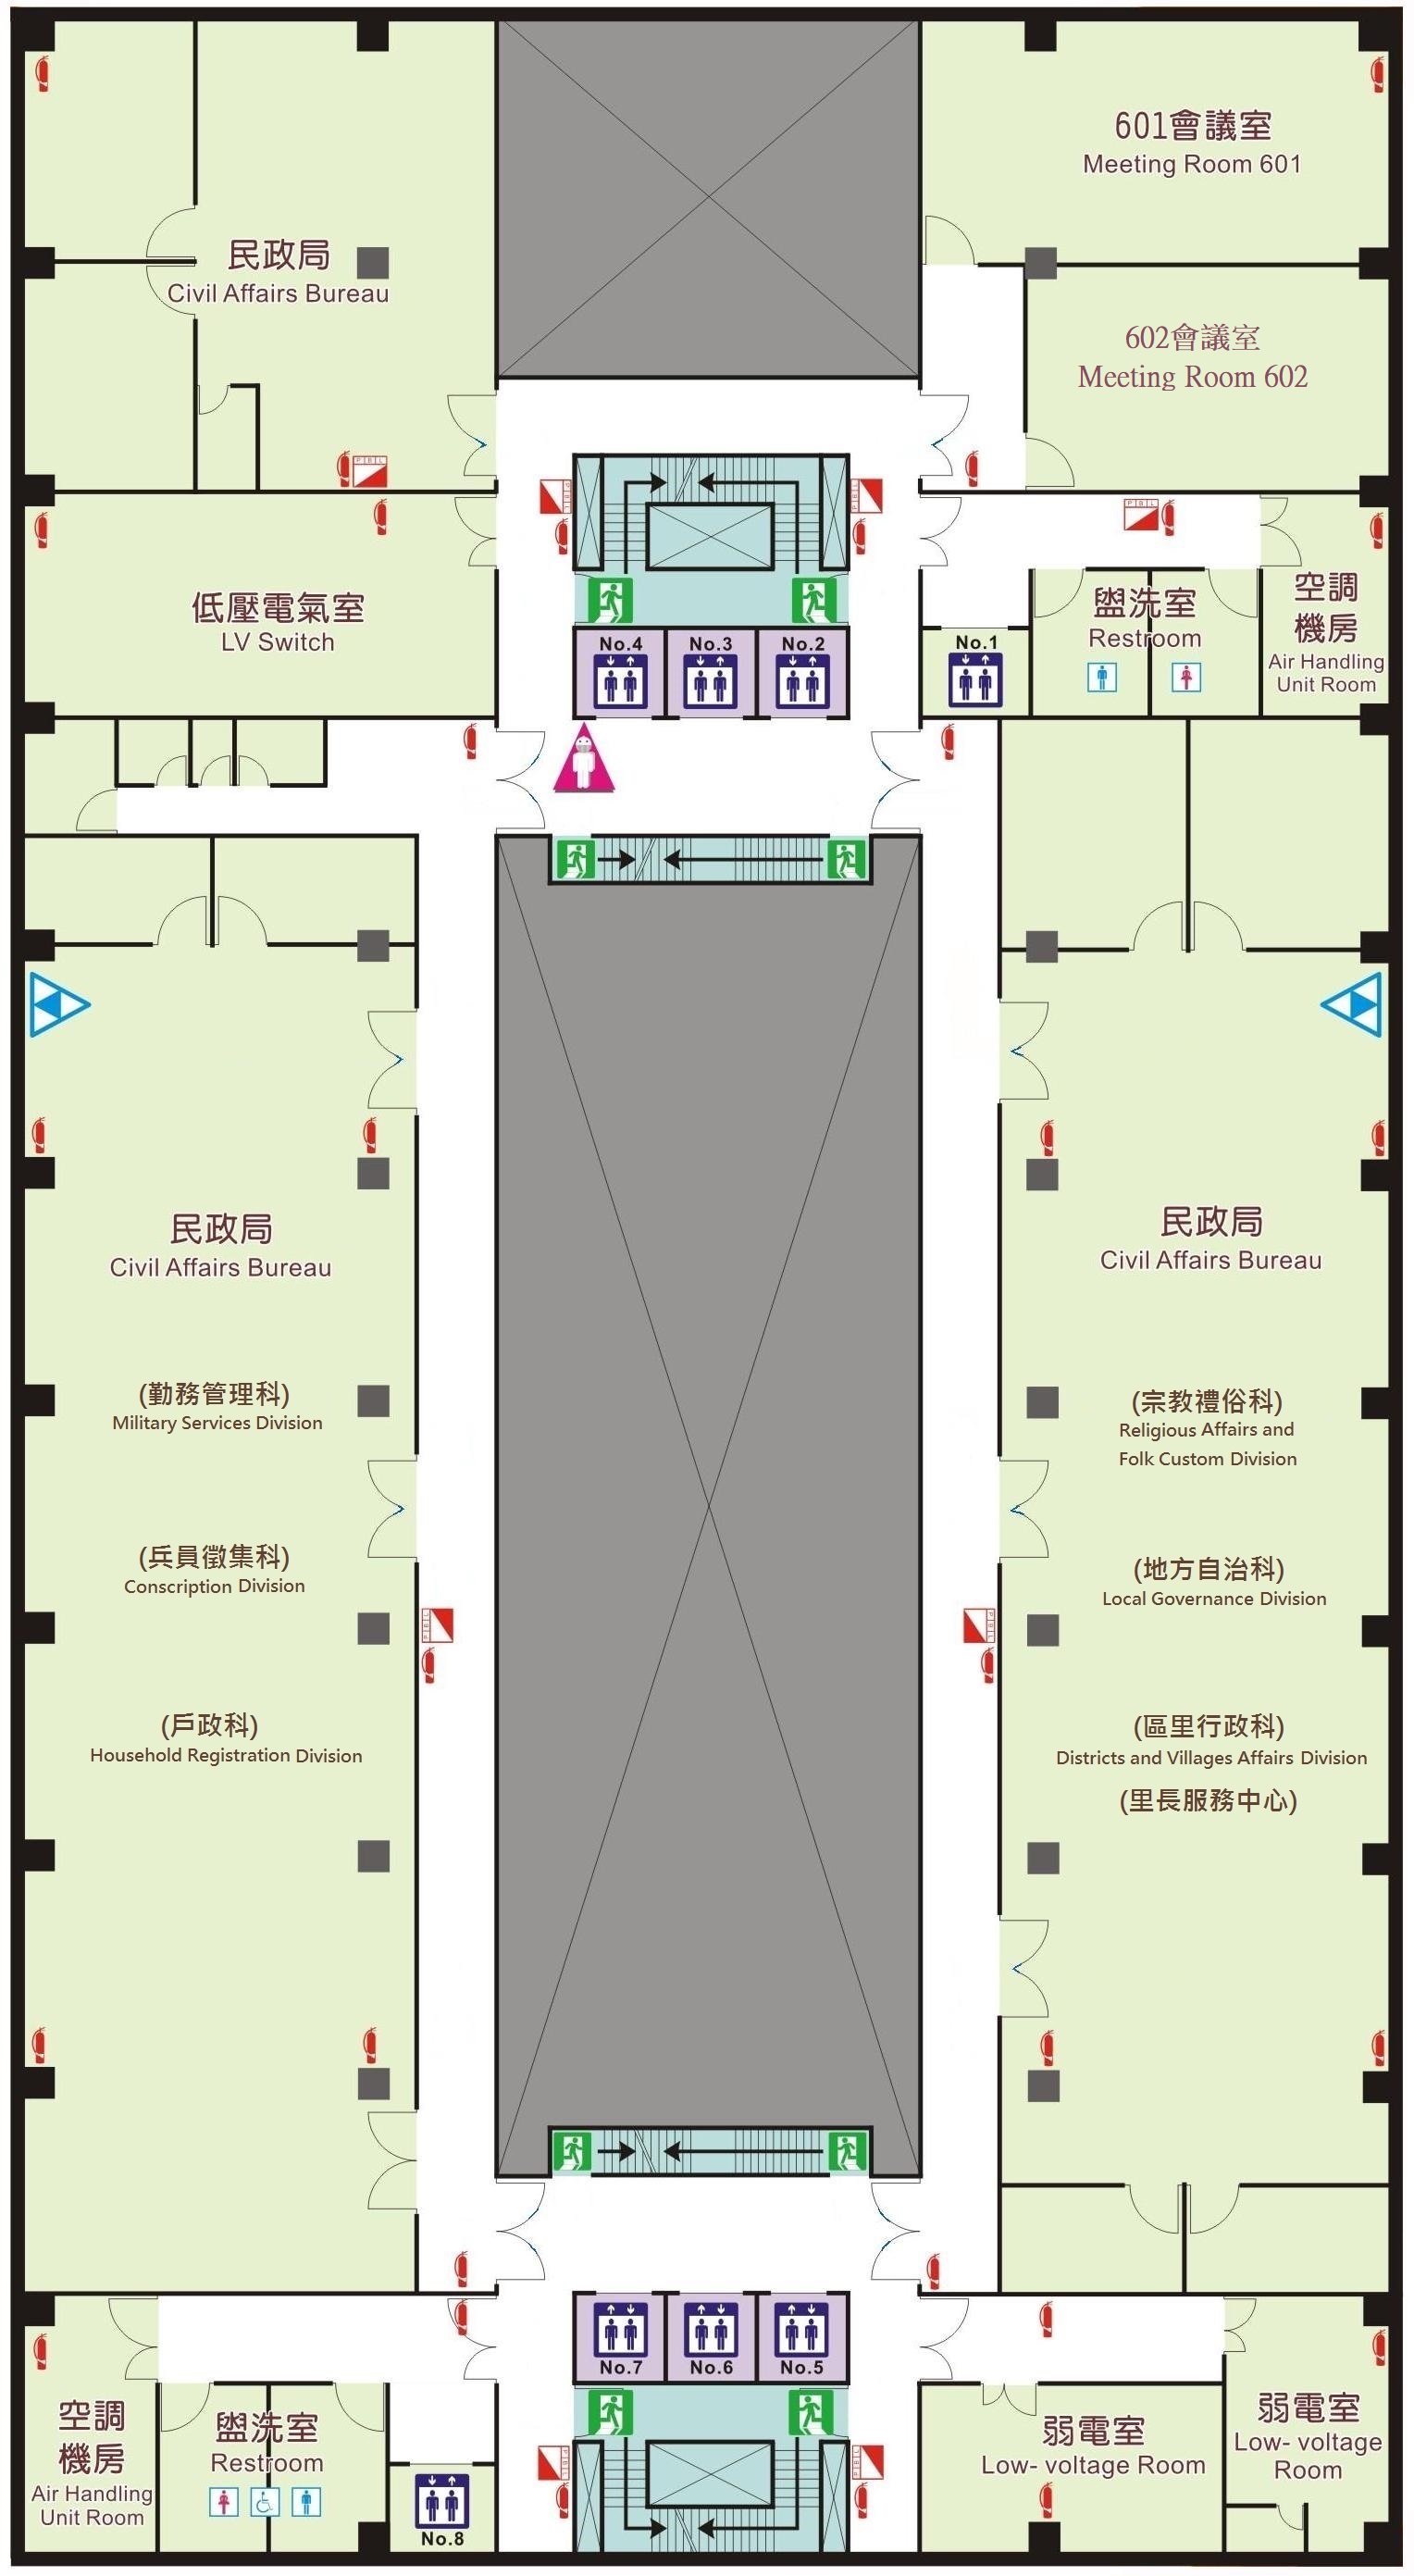 601會議室
Meeting Room 601
民政局
Civil Affairs Bureau
602會議室
Meeting Room 602
低壓電氣室
LV Switch
No.4
No.3
No.2
No.1
盥洗室
Restroom
空調
機房
Air Handling
Unit Room
民政局
Civil Affairs Bureau
(勤務管理科)
Military Services Division
(兵員徵集科)
Conscription Division
(戶政科)
Household Registration Division
民政局
Civil Affairs Bureau
(宗教禮俗科)
Religious Affairs and
Folk Custom Division
(地方自治科)
Local Governance Division
(區里行政科)
Districts and Villages Affairs Division
(里長服務中心)
空調
機房
Air Handling
Unit Room
盥洗室
Restroom
No.8
No.7
No.6
No.5
弱電室
Low- voltage Room
弱電室
Low- voltage
Room